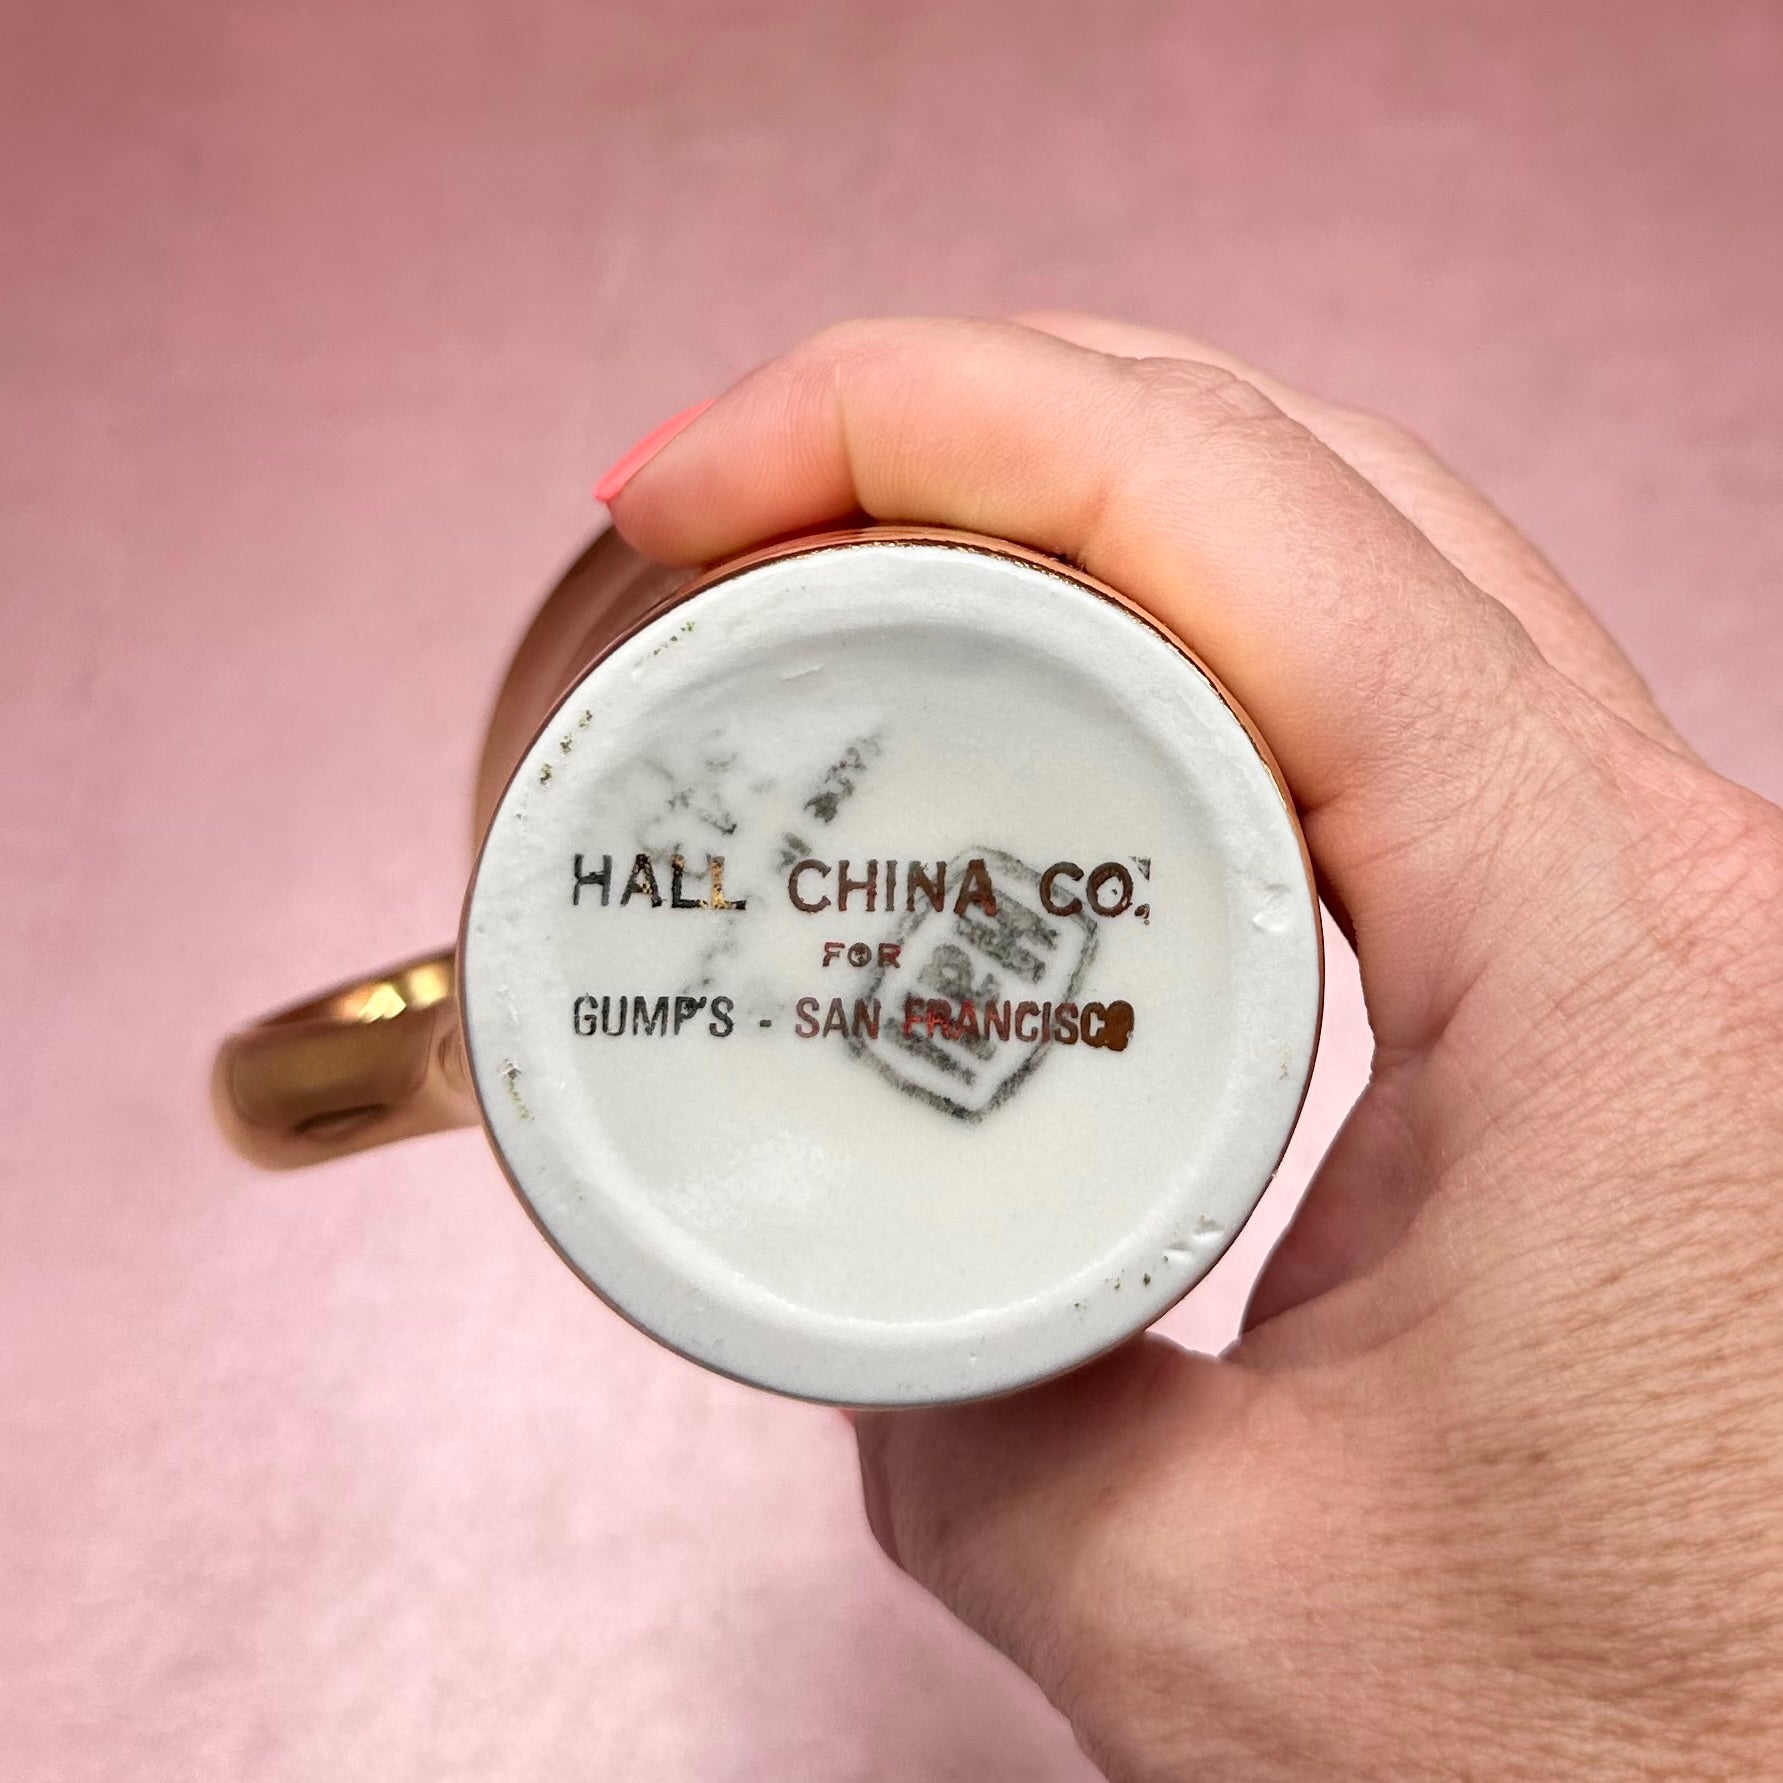 HALL CHINA CO.
FOR
GUMP'S - SAN FRANCISCO